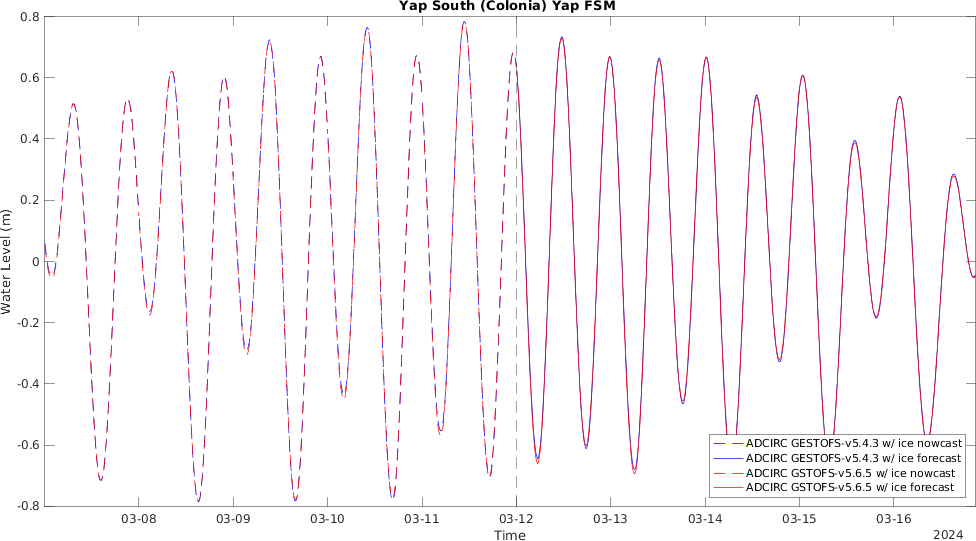 Yap South (Colonia) Yap FSM
0.8
0.6
0.4
0.2
0
-0.2
-0.4
-0.6
-0.8
Water Level (m)
ADCIRC GESTOFS-v5.4.3 w/ ice nowcast
ADCIRC GESTOFS-v5.4.3 w/ ice forecast
ADCIRC GSTOFS-v5.6.5 w/ ice nowcast
ADCIRC GSTOFS-v5.6.5 w/ ice forecast
03-08 03-09 03-10 03-11 03-12 03-13 03-14 03-15 03-16
Time
2024